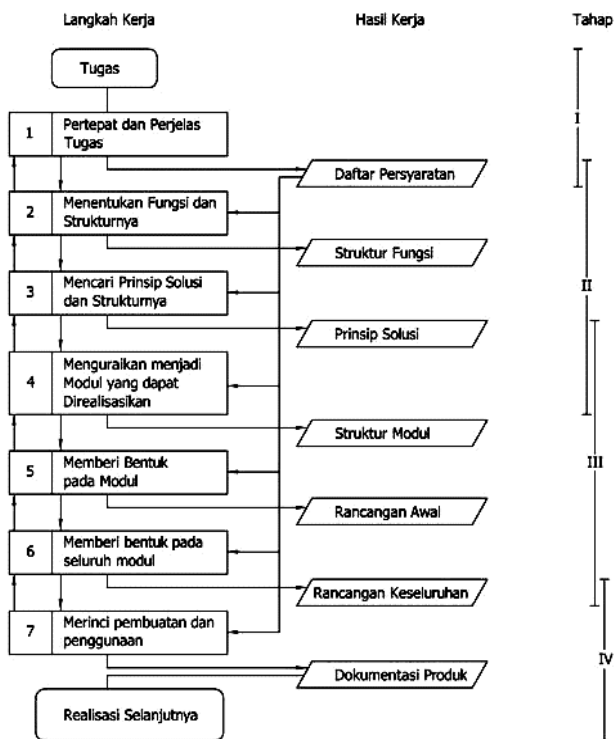 Langkah Kerja
Hasil Kerja
Tahap
Tugas
I
1
Pertepat dan Perjelas
Tugas
Daftar Persyaratan
2
Menentukan Fungsi dan
Strukturnya
Struktur Fungsi
3
Mencari Prinsip Solusi
dan Strukturnya
II
Prinsip Solusi
4
Menguraikan menjadi
Modul yang dapat
Direalisasikan
Struktur Modul
III
5
Memberi Bentuk
pada Modul
Rancangan Awal
6
Memberi bentuk pada
seluruh modul
Rancangan Keseluruhan
7
Merinci pembuatan dan
penggunaan
IV
Dokumentasi Produk
Realisasi Selanjutnya